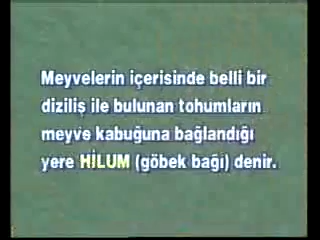 Meyvelerin içerisinde belli bir
diziliş ile bulunan tohumların
meyve kabuğuna bağlandığı
yere HİLUM (göbek bağı) denir.